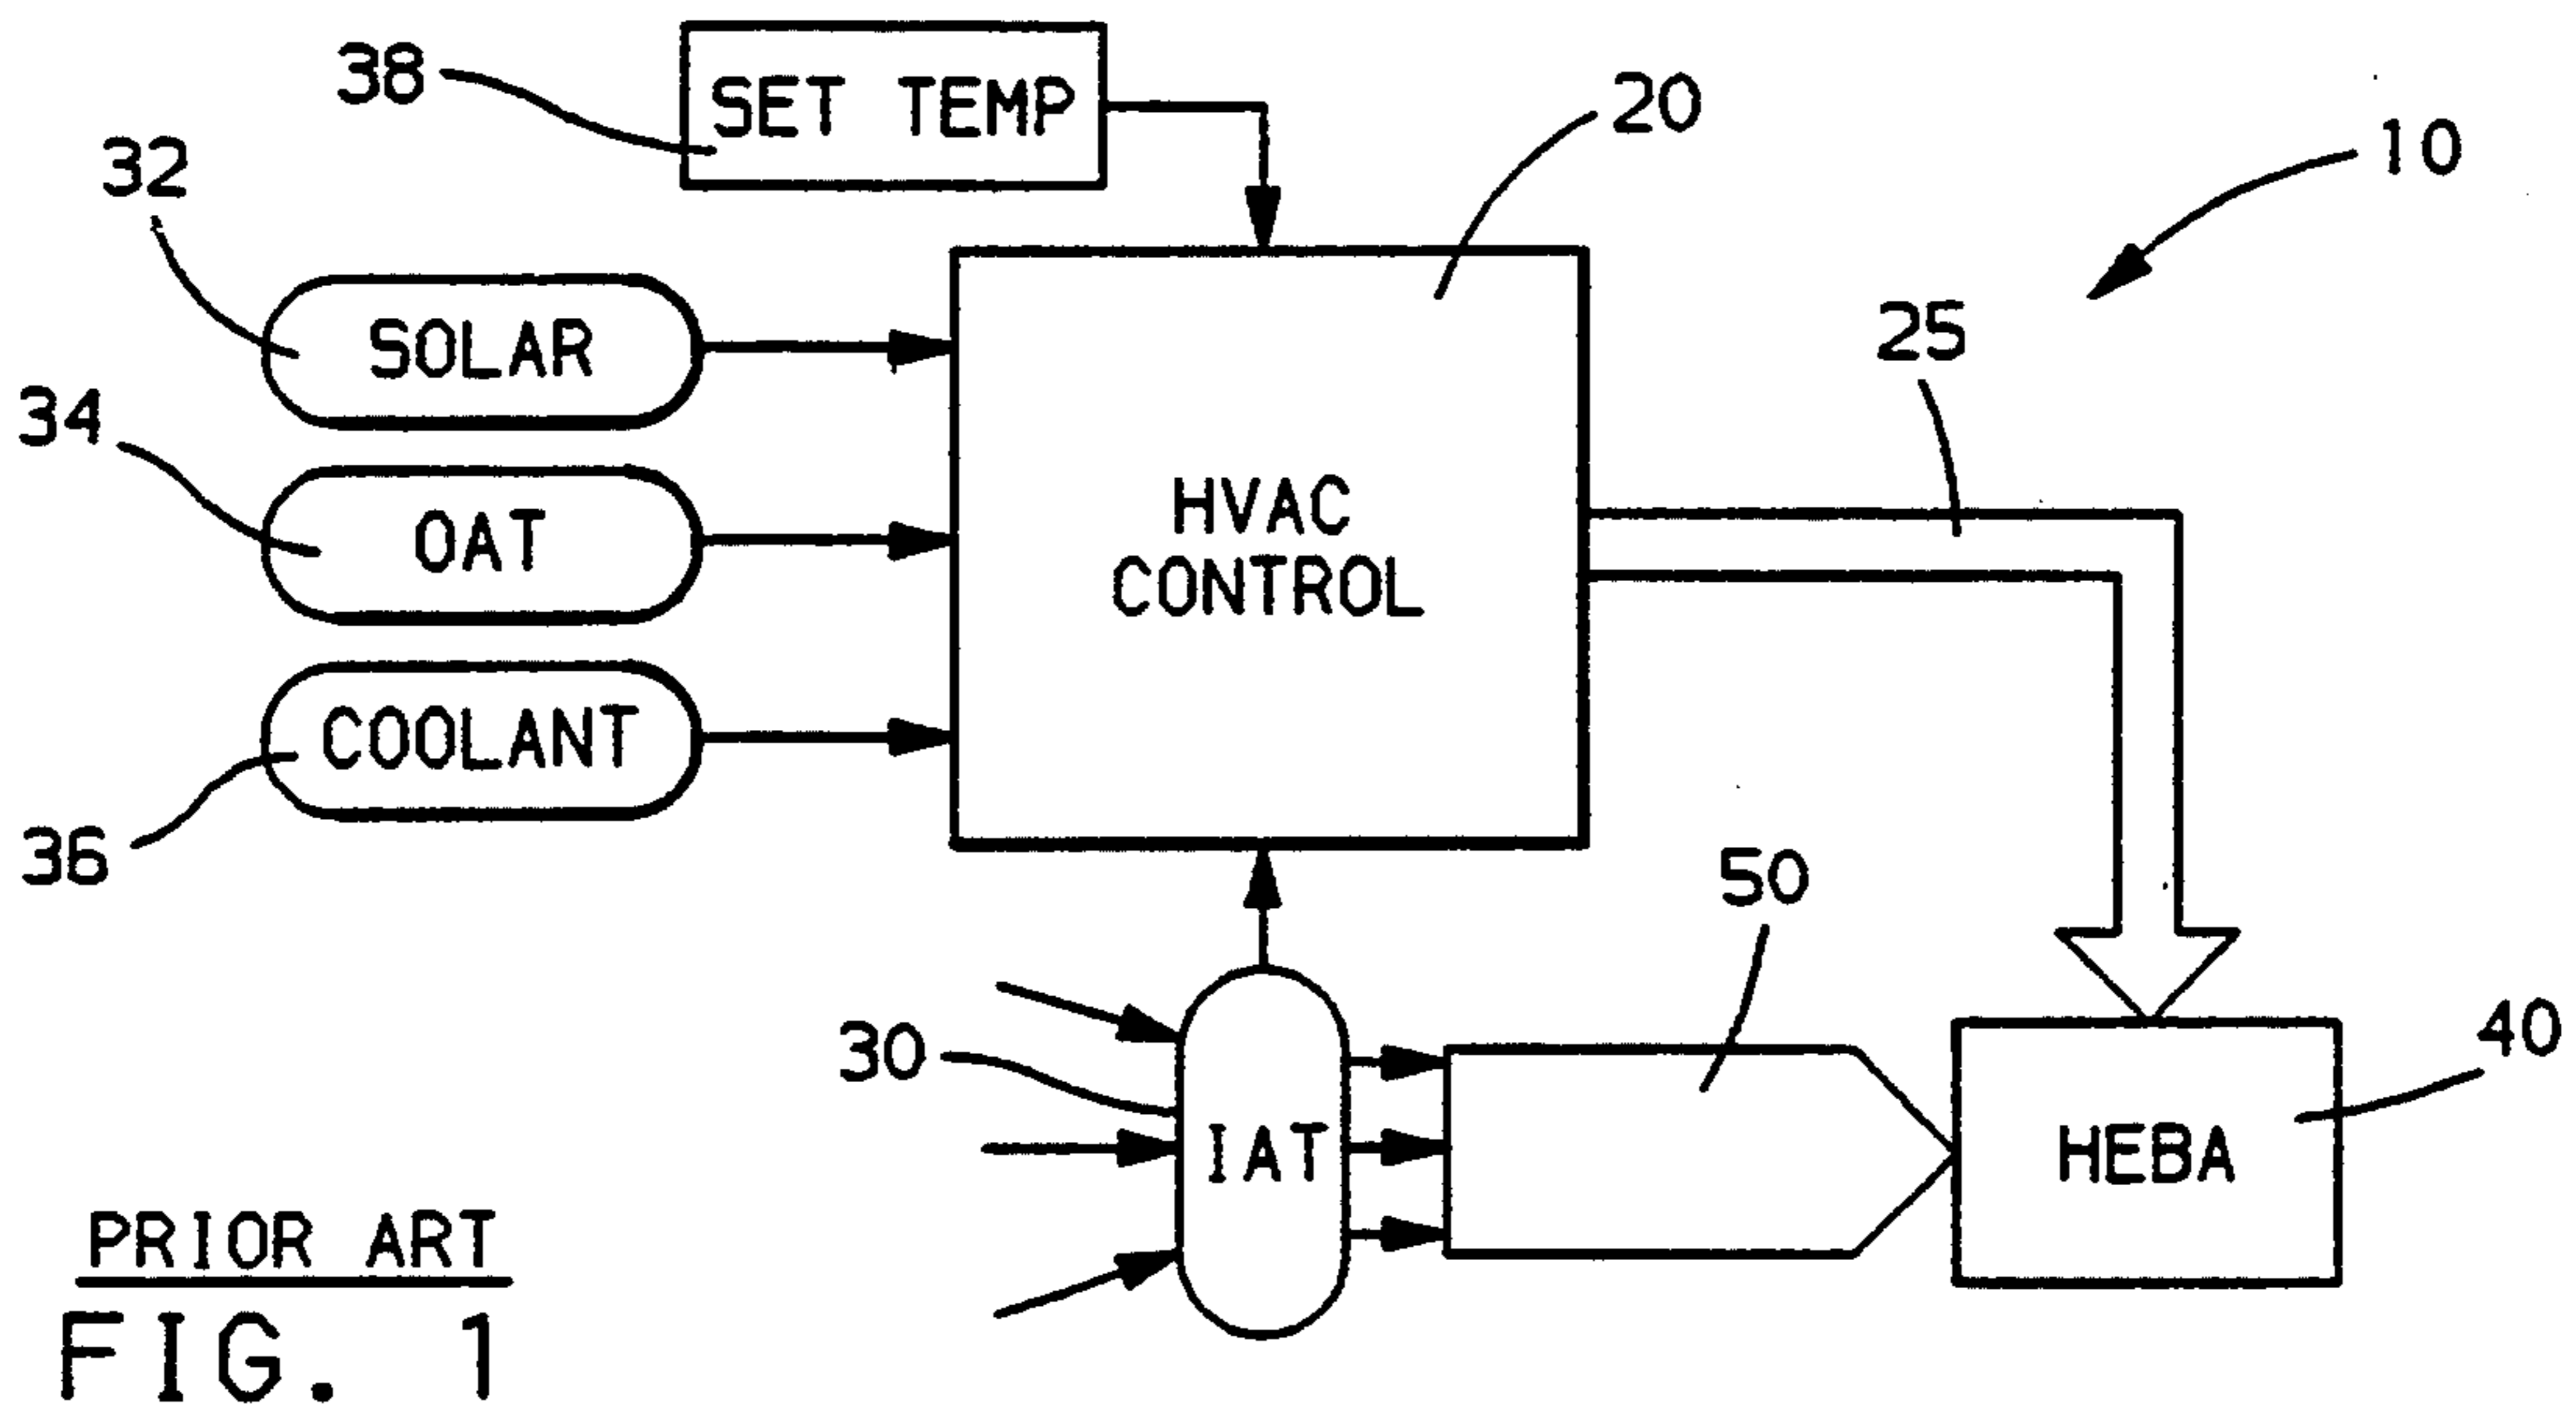 38
SET TEMP
20
10
32
SOLAR
25
34
OAT
HVAC
CONTROL
COOLANT
36
50
30
IAT
40
HEBA
PRIOR ART
FIG. 1